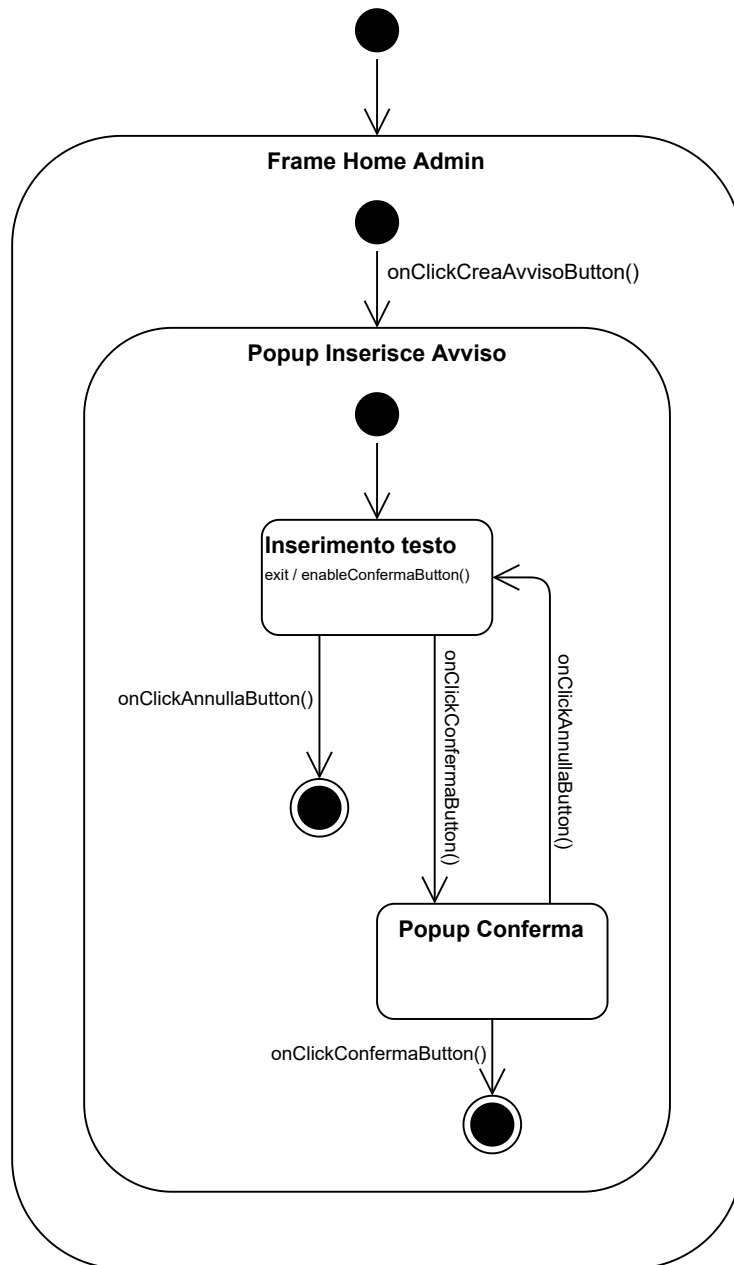 Frame Home Admin
onClickCreaAvvisoButton()
Popup Inserisce Avviso
Inserimento testo
exit / enableConfermaButton()
onClickAnnullaButton()
onClickConfermaButton()
onClickAnnullaButton()
Popup Conferma
onClickConfermaButton()